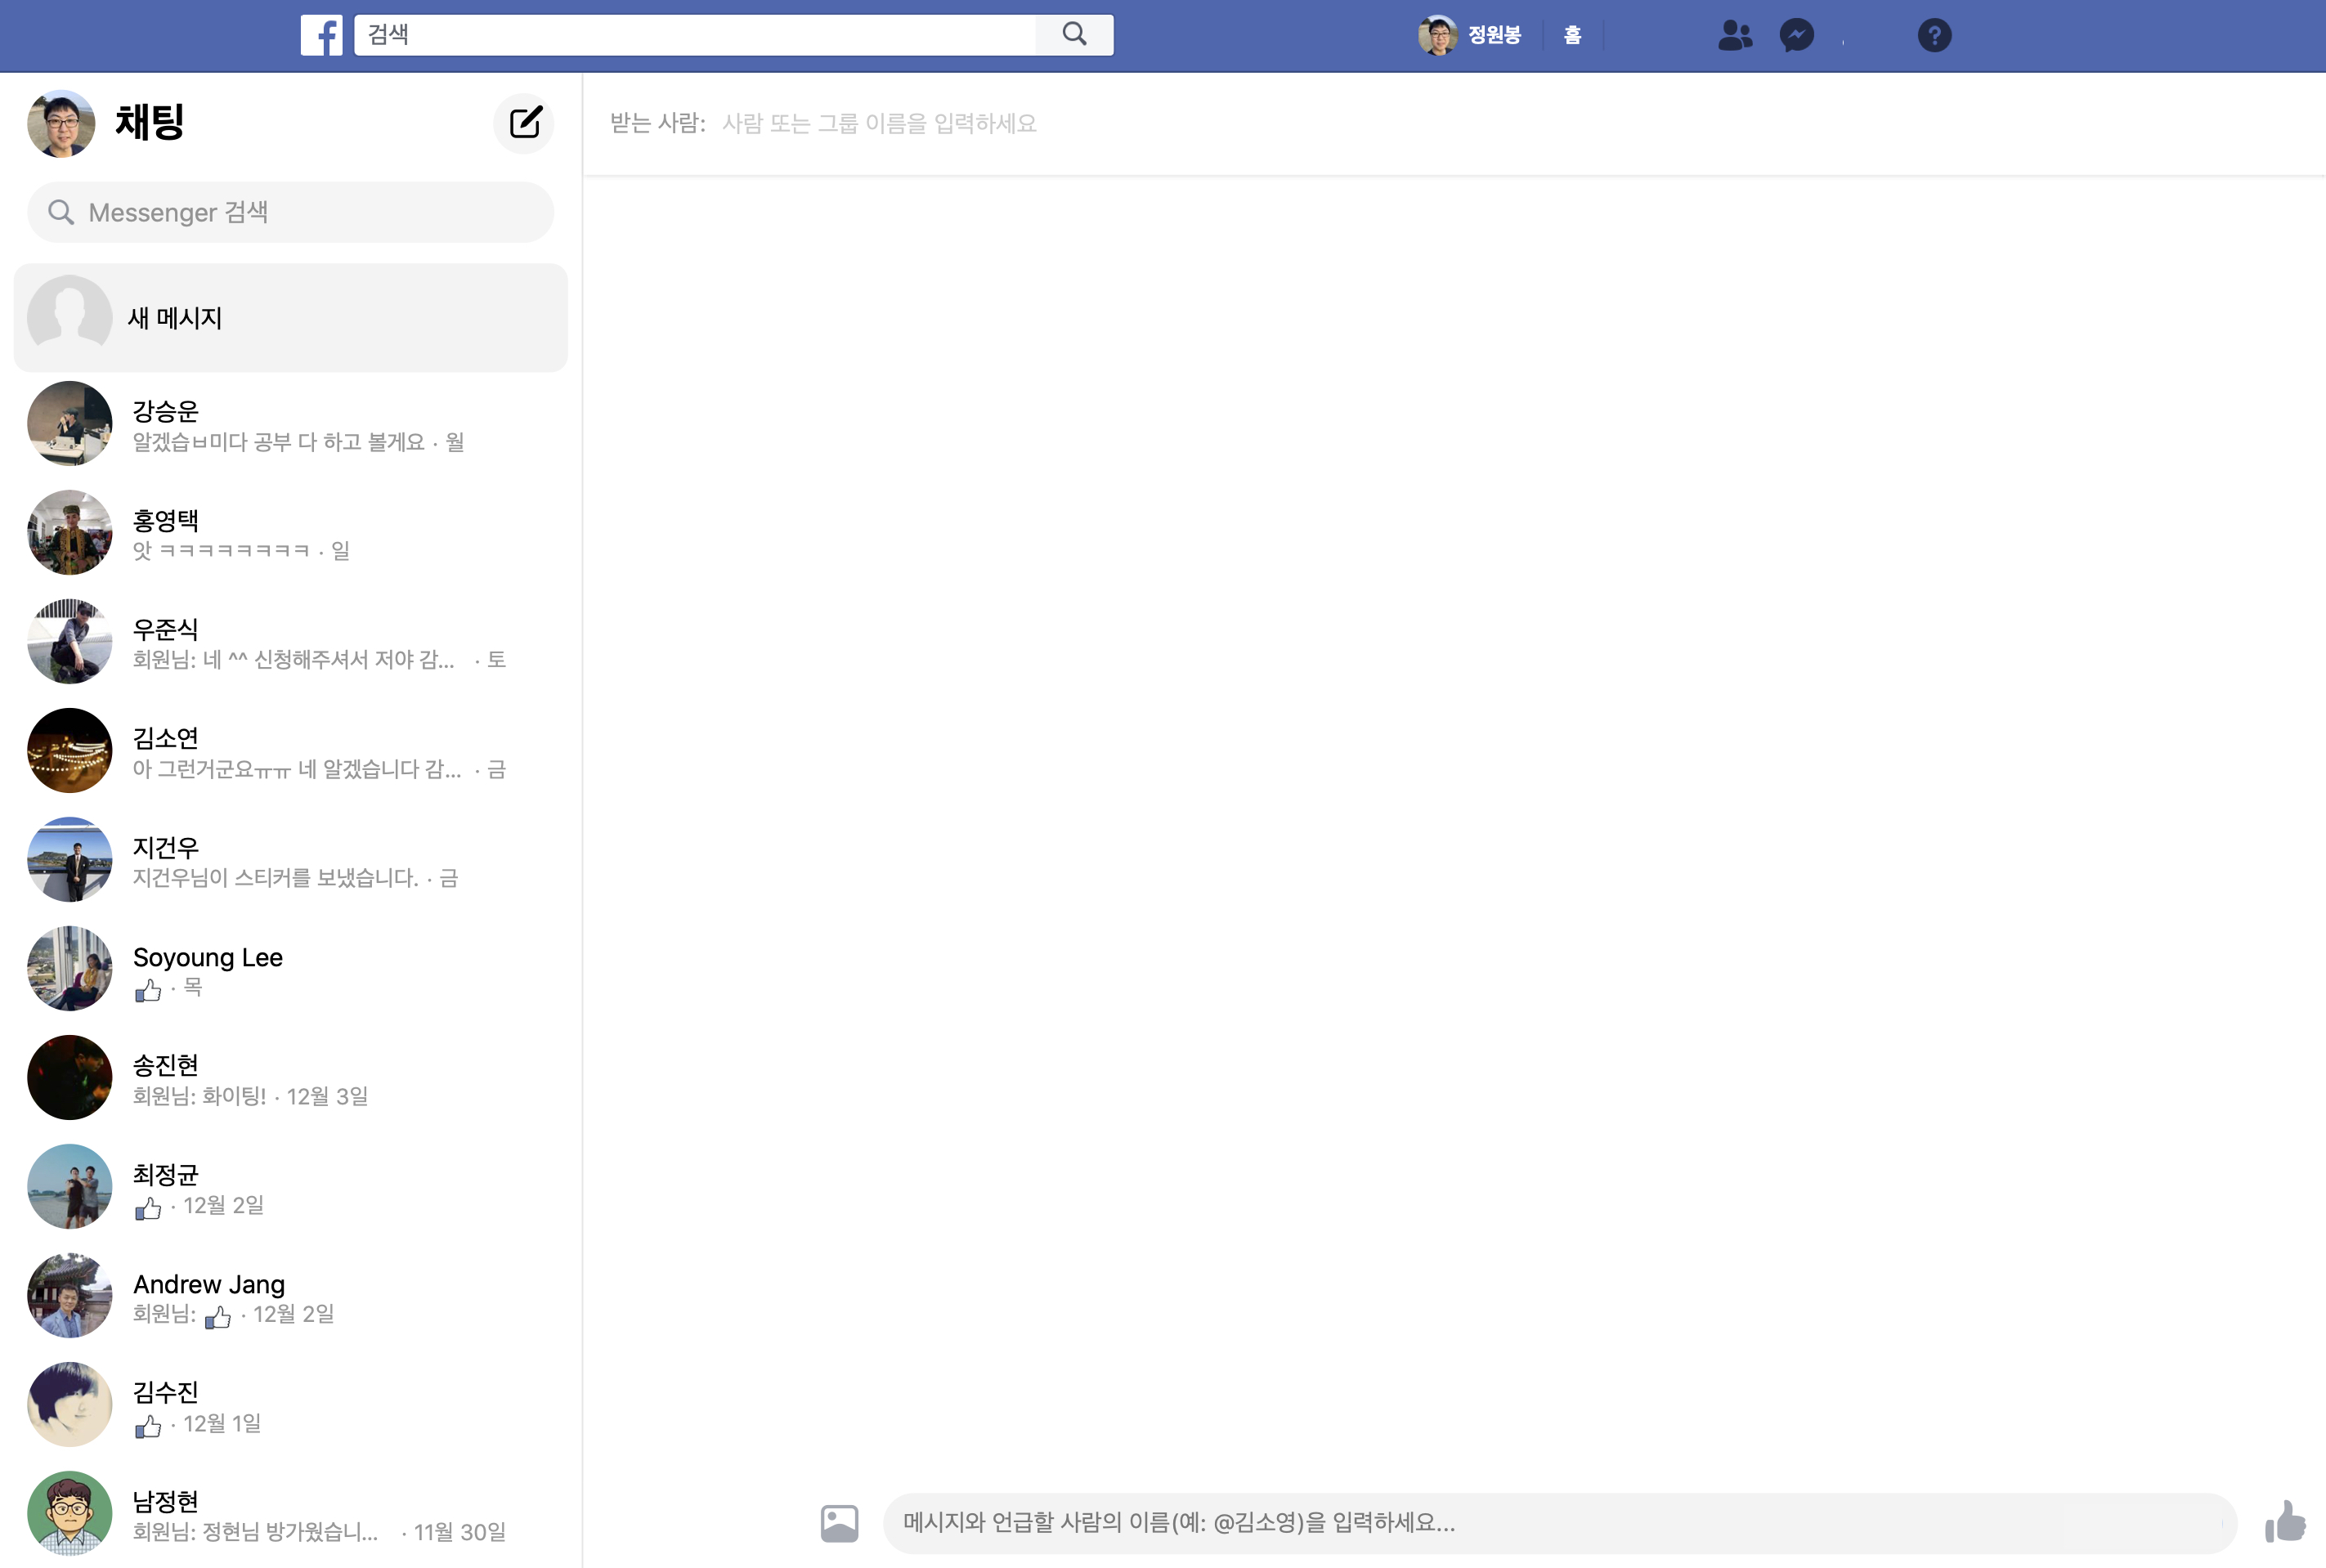 검색
정원봉
홈
채팅
Messenger 검색
새 메시지
강승운
알겠습ㅂ미다 공부 다 하고 볼게요 · 월
홍영택
앗 ㅋㅋㅋㅋㅋㅋㅋㅋ · 일
우준식
회원님: 네 ^^ 신청해주셔서 저야 감... · 토
김소연
아 그런거군요ㅠㅠ 네 알겠습니다 감... · 금
지건우
지건우님이 스티커를 보냈습니다. · 금
Soyoung Lee
· 목
송진현
회원님: 화이팅! · 12월 3일
최정균
· 12월 2일
Andrew Jang
회원님: · 12월 2일
김수진
· 12월 1일
남정현
회원님: 정현님 방가웠습니... · 11월 30일
받는 사람: 사람 또는 그룹 이름을 입력하세요
메시지와 언급할 사람의 이름(예: @김소영)을 입력하세요...